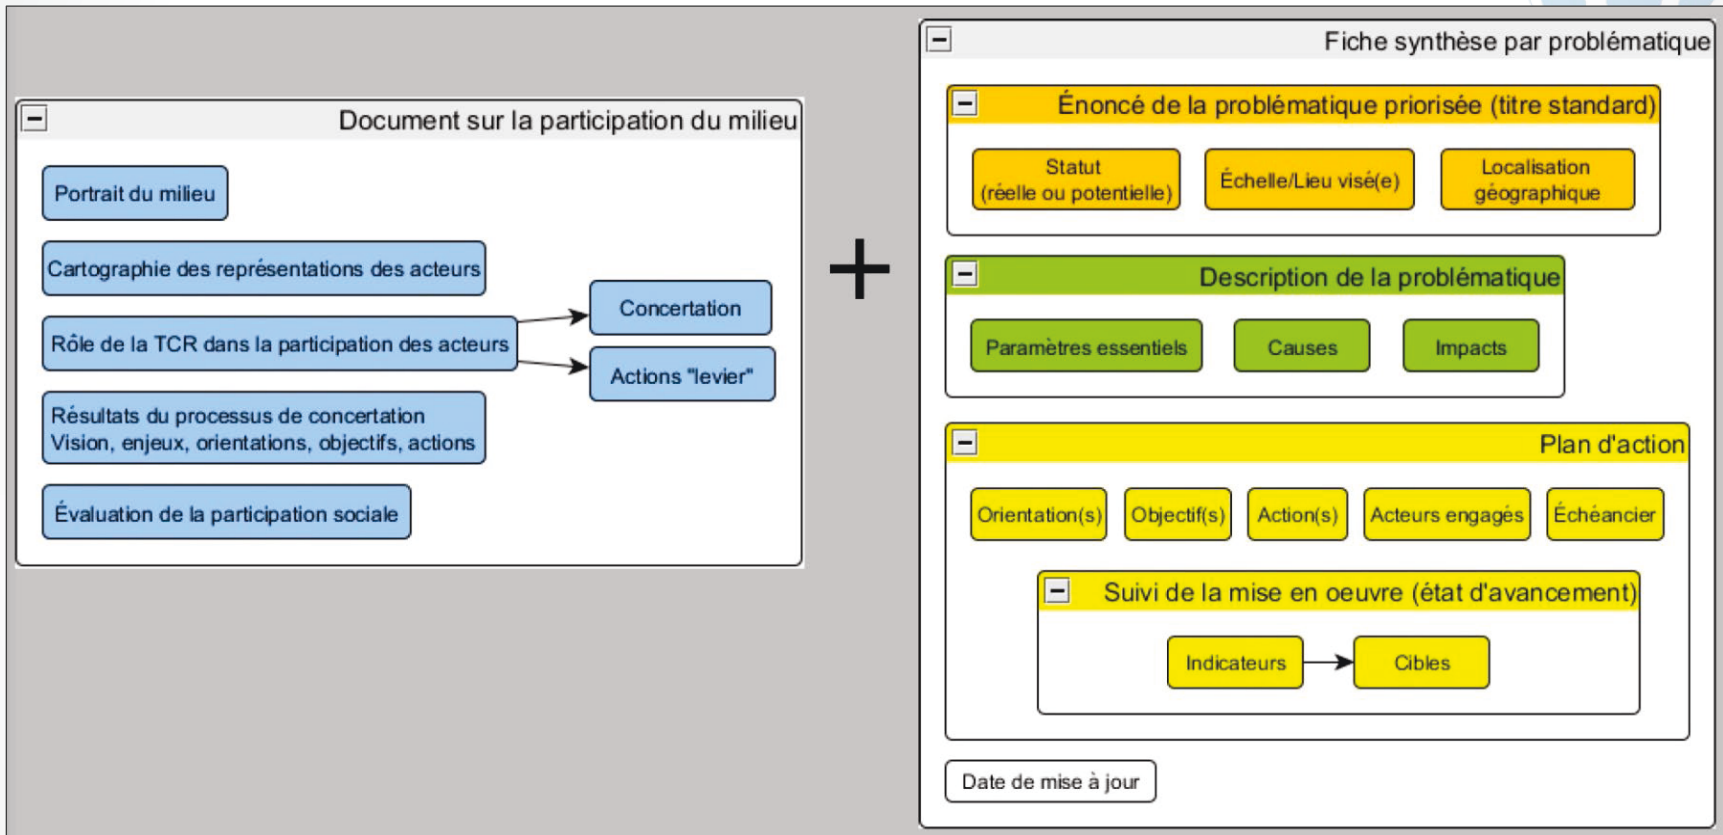 Document sur la participation du milieu
Portrait du milieu
Cartographie des représentations des acteurs
Rôle de la TCR dans la participation des acteurs
Concertation
Actions "levier"
Résultats du processus de concertation
Vision, enjeux, orientations, objectifs, actions
Évaluation de la participation sociale
+
Fiche synthèse par problématique
Énoncé de la problématique priorisée (titre standard)
Statut
(réelle ou potentielle)
Échelle/Lieu visé(e)
Localisation
géographique
Description de la problématique
Paramètres essentiels
Causes
Impacts
Plan d'action
Orientation(s)
Objectif(s)
Action(s)
Acteurs engagés
Échéancier
Suivi de la mise en oeuvre (état d'avancement)
Indicateurs
Cibles
Date de mise à jour